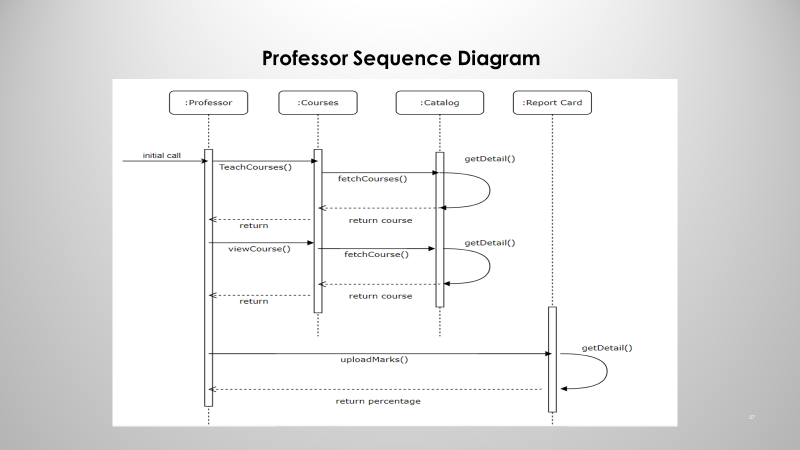 Professor Sequence Diagram
:Professor
:Courses
:Catalog
:Report Card
initial call
TeachCourses()
getDetail()
fetchCourses()
return course
return
viewCourse()
getDetail()
fetchCourse()
return course
return
uploadMarks()
getDetail()
return percentage